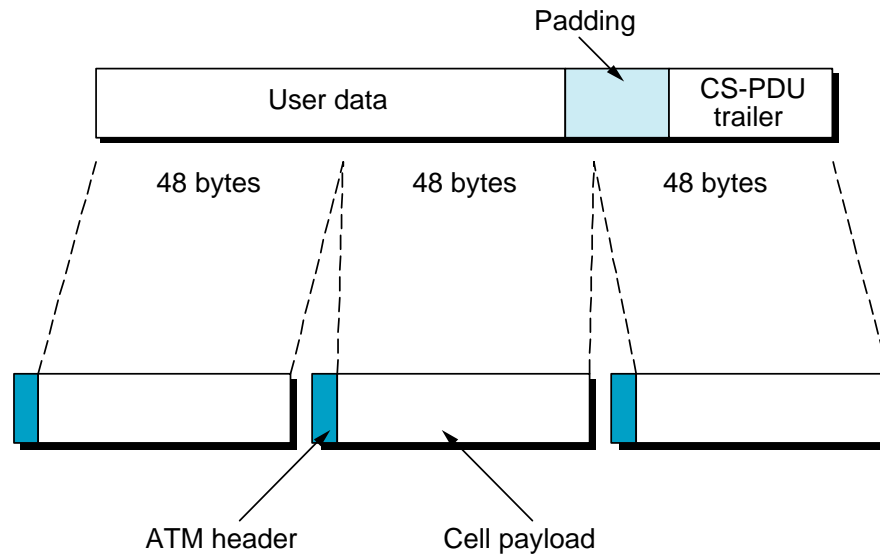 Padding
User data
CS-PDU
trailer
48 bytes
48 bytes
48 bytes
ATM header
Cell payload